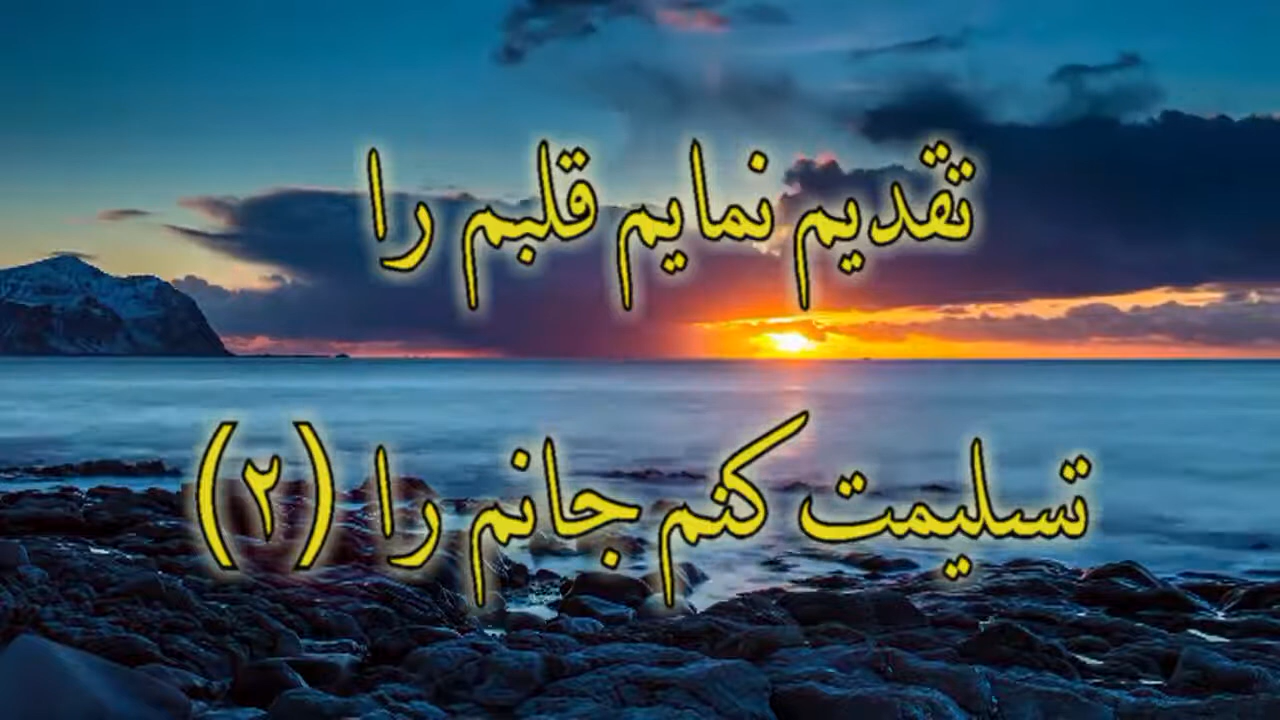 تقدیم نمایم قلبم را
تسلیمت کنم جانم را (۲)